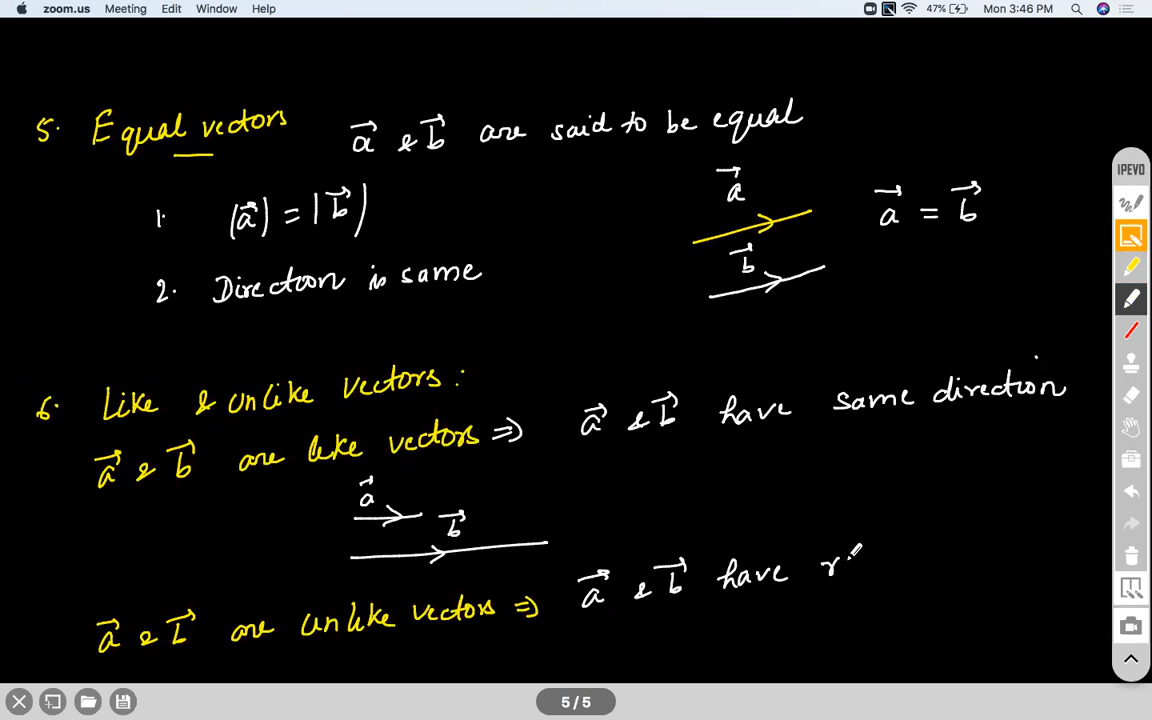 zoom.us Meeting Edit Window Help 47% Mon 3:46 PM
5. Equal vectors a⃗ & b⃗ are said to be equal
1. |a⃗| = |b⃗|
a⃗
a⃗ = b⃗
b⃗
2. Direction is same
6. Like & unlike vectors :
a⃗ & b⃗ are like vectors ⇒ a⃗ & b⃗ have same direction
a⃗
b⃗
a⃗ & b⃗ are unlike vectors ⇒ a⃗ & b⃗ have r
IPEVO
5 / 5